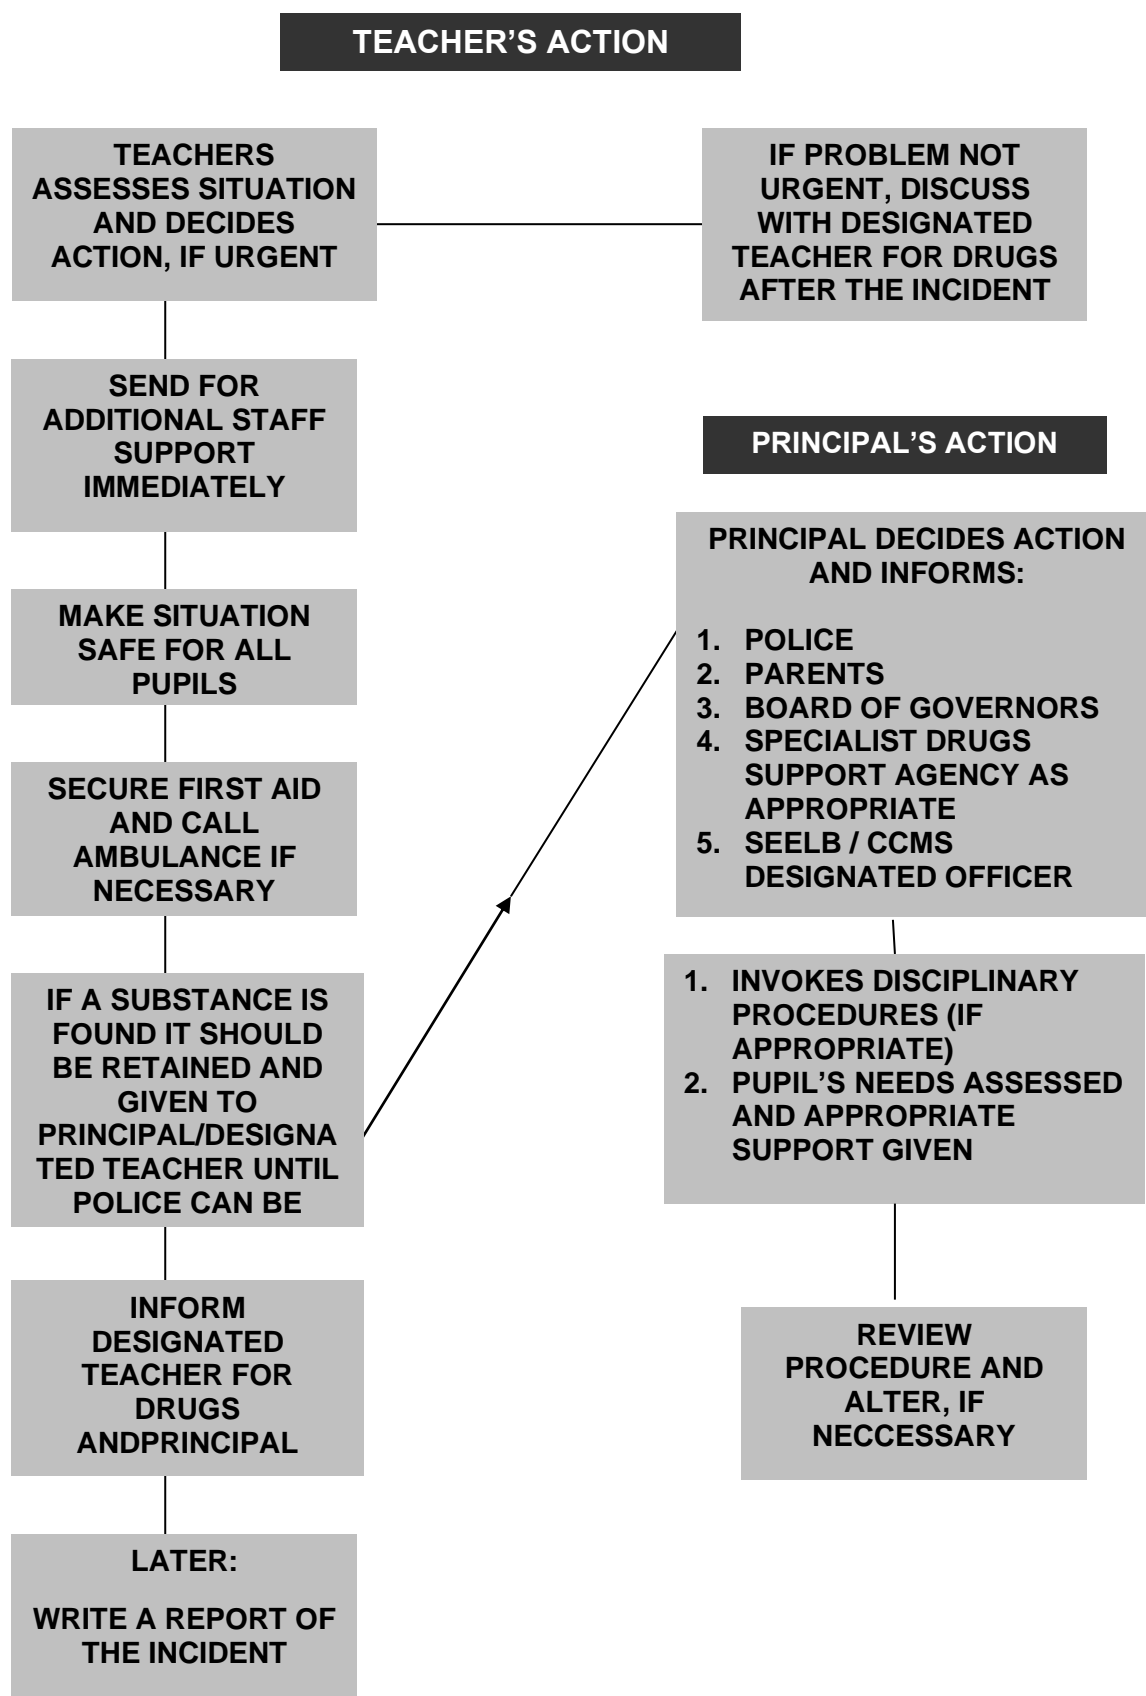 TEACHER’S ACTION
TEACHERS
ASSESSES SITUATION
AND DECIDES
ACTION, IF URGENT
IF PROBLEM NOT
URGENT, DISCUSS
WITH DESIGNATED
TEACHER FOR DRUGS
AFTER THE INCIDENT
SEND FOR
ADDITIONAL STAFF
SUPPORT
IMMEDIATELY
MAKE SITUATION
SAFE FOR ALL
PUPILS
SECURE FIRST AID
AND CALL
AMBULANCE IF
NECESSARY
IF A SUBSTANCE IS
FOUND IT SHOULD
BE RETAINED AND
GIVEN TO
PRINCIPAL/DESIGNA
TED TEACHER UNTIL
POLICE CAN BE
INFORM
DESIGNATED
TEACHER FOR
DRUGS
ANDPRINCIPAL
LATER:
WRITE A REPORT OF
THE INCIDENT
PRINCIPAL’S ACTION
PRINCIPAL DECIDES ACTION
AND INFORMS:
1. POLICE
2. PARENTS
3. BOARD OF GOVERNORS
4. SPECIALIST DRUGS
SUPPORT AGENCY AS
APPROPRIATE
5. SEELB / CCMS
DESIGNATED OFFICER
1. INVOKES DISCIPLINARY
PROCEDURES (IF
APPROPRIATE)
2. PUPIL’S NEEDS ASSESSED
AND APPROPRIATE
SUPPORT GIVEN
REVIEW
PROCEDURE AND
ALTER, IF
NECCESSARY